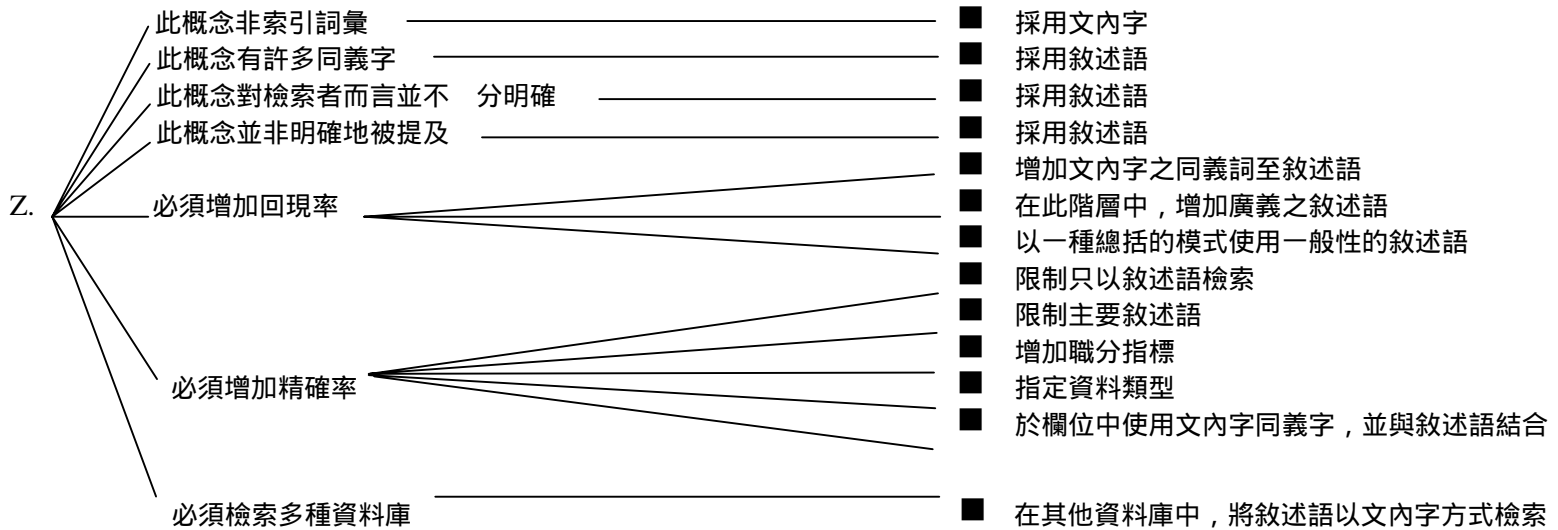 此概念非索引詞彙 ■ 採用文內字
此概念有許多同義字 ■ 採用敘述語
此概念對檢索者而言並不 分明確 ■ 採用敘述語
此概念並非明確地被提及 ■ 採用敘述語
■ 增加文內字之同義詞至敘述語
Z. 必須增加回現率 ■ 在此階層中，增加廣義之敘述語
■ 以一種總括的模式使用一般性的敘述語
■ 限制只以敘述語檢索
■ 限制主要敘述語
■ 增加職分指標
必須增加精確率 ■ 指定資料類型
■ 於欄位中使用文內字同義字，並與敘述語結合
必須檢索多種資料庫 ■ 在其他資料庫中，將敘述語以文內字方式檢索